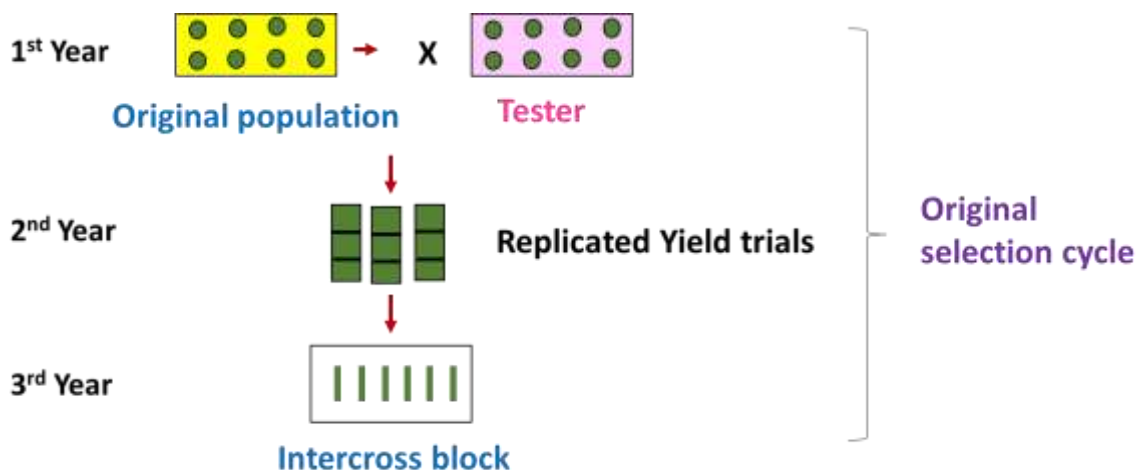 1st Year
X
Original population
Tester
2nd Year
Replicated Yield trials
Original
selection cycle
3rd Year
Intercross block